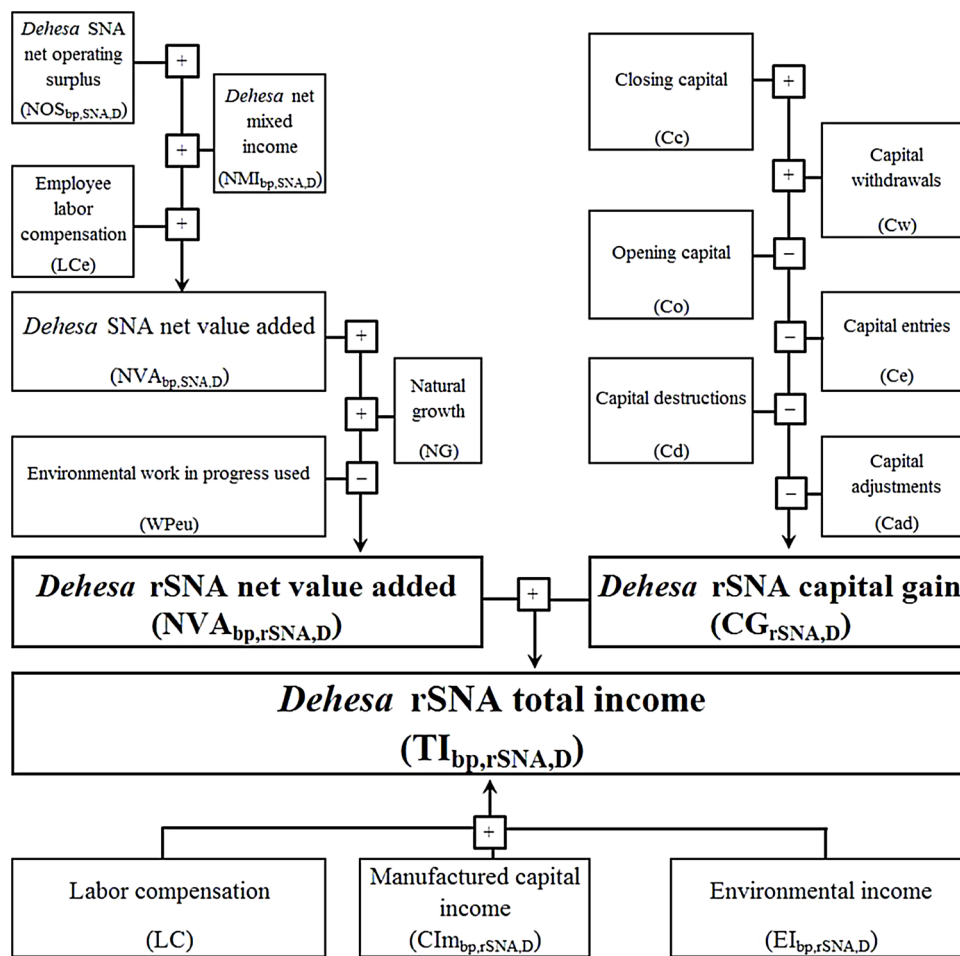 Dehesa SNA
net operating
surplus
(NOSbp,SNA,D)
+
Dehesa net
mixed
income
(NMIbp,SNA,D)
+
Employee
labor
compensation
(LCe)
+
Dehesa SNA net value added
(NVAbp,SNA,D)
+
Natural
growth
(NG)
+
Environmental work in progress used
(WPeu)
−
Dehesa rSNA net value added
(NVAbp,rSNA,D)
Closing capital
(Cc)
+
Capital
withdrawals
(Cw)
+
Opening capital
(Co)
−
Capital entries
(Ce)
−
Capital destructions
(Cd)
−
Capital
adjustments
(Cad)
−
Dehesa rSNA capital gain
(CGrSNA,D)
+
Dehesa rSNA total income
(TIbp,rSNA,D)
+
Labor compensation
(LC)
Manufactured capital
income
(CImbp,rSNA,D)
Environmental income
(EIbp,rSNA,D)